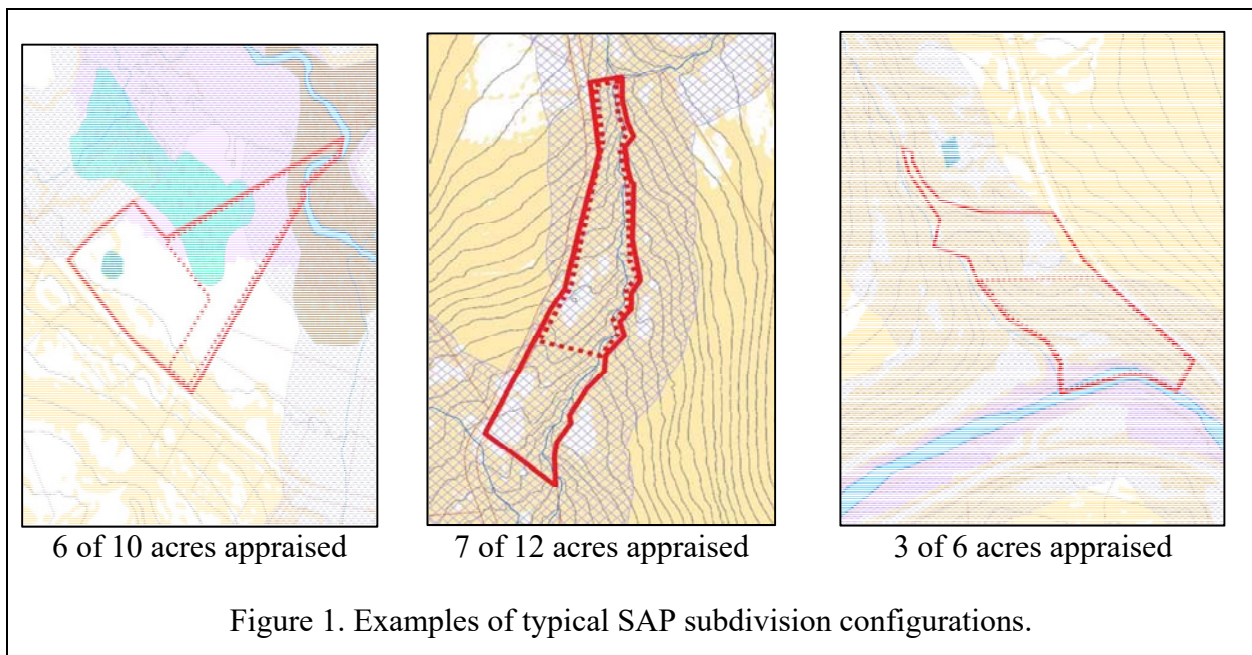 6 of 10 acres appraised
7 of 12 acres appraised
3 of 6 acres appraised
Figure 1. Examples of typical SAP subdivision configurations.